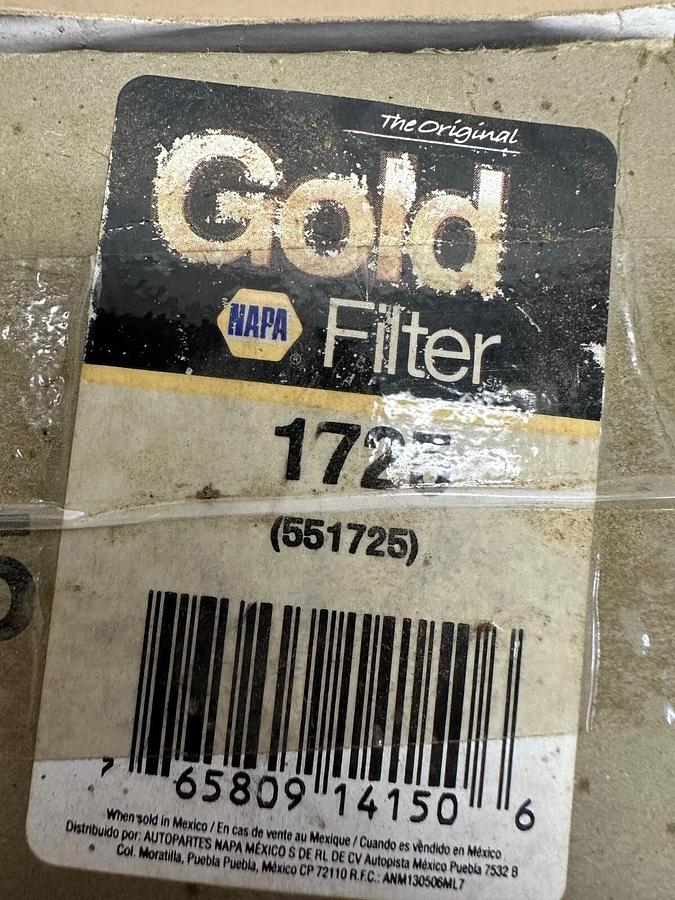 The Original
Gold
NAPA ® Filter
1725
(551725)
7 65809 14150 6
When sold in Mexico / En cas de vente au Mexique / Cuando es vendido en México
Distribuido por: AUTOPARTES NAPA MÉXICO S DE RL DE CV Autopista México Puebla 7532 B
Col. Moratilla, Puebla Puebla, México CP 72110 R.F.C.: ANM130506ML7